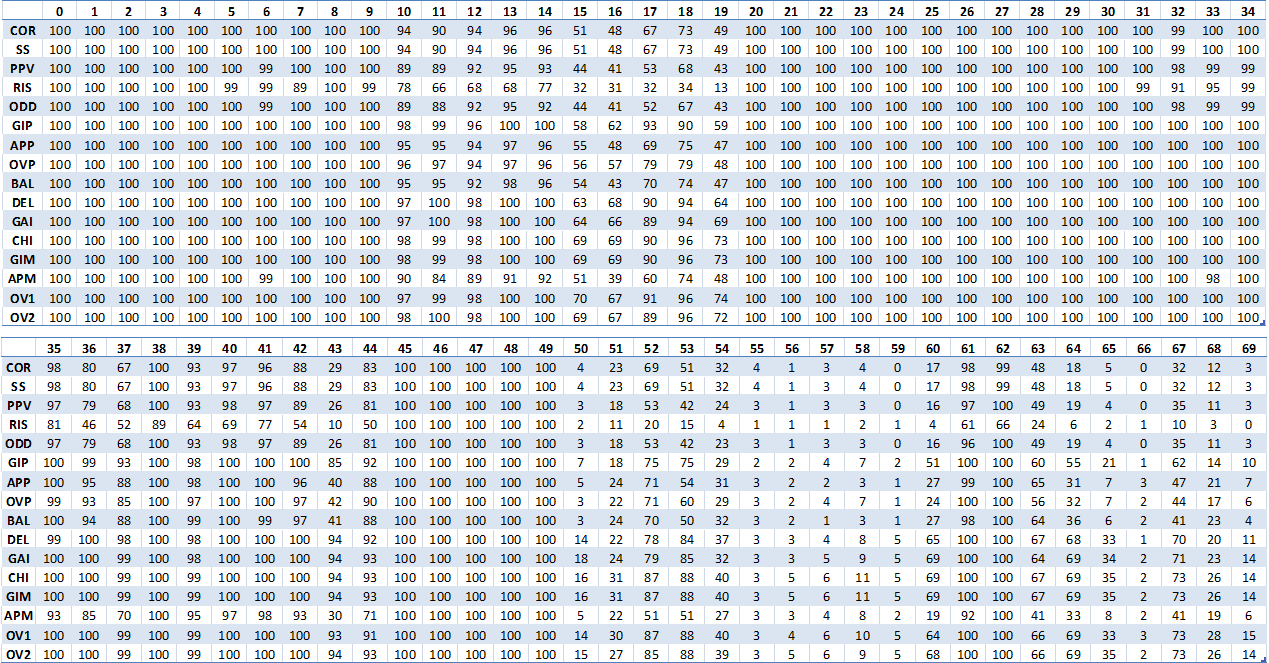 0 1 2 3 4 5 6 7 8 9 10 11 12 13 14 15 16 17 18 19 20 21 22 23 24 25 26 27 28 29 30 31 32 33 34
COR 100 100 100 100 100 100 100 100 100 100 94 90 94 96 96 51 48 67 73 49 100 100 100 100 100 100 100 100 100 100 100 100 99 100 100
SS 100 100 100 100 100 100 100 100 100 100 94 90 94 96 96 51 48 67 73 49 100 100 100 100 100 100 100 100 100 100 100 100 99 100 100
PPV 100 100 100 100 100 100 99 100 100 100 89 89 92 95 93 44 41 53 68 43 100 100 100 100 100 100 100 100 100 100 100 100 98 99 99
RIS 100 100 100 100 100 99 99 89 100 99 78 66 68 68 77 32 31 32 34 13 100 100 100 100 100 100 100 100 100 100 100 99 91 95 99
ODD 100 100 100 100 100 100 99 100 100 100 89 88 92 95 92 44 41 52 67 43 100 100 100 100 100 100 100 100 100 100 100 100 98 99 99
GIP 100 100 100 100 100 100 100 100 100 100 98 99 96 100 100 58 62 93 90 59 100 100 100 100 100 100 100 100 100 100 100 100 100 100 100
APP 100 100 100 100 100 100 100 100 100 100 95 95 94 97 96 55 48 69 75 47 100 100 100 100 100 100 100 100 100 100 100 100 100 100 100
OVP 100 100 100 100 100 100 100 100 100 100 96 97 94 97 96 56 57 79 79 48 100 100 100 100 100 100 100 100 100 100 100 100 100 100 100
BAL 100 100 100 100 100 100 100 100 100 100 95 95 92 98 96 54 43 70 74 47 100 100 100 100 100 100 100 100 100 100 100 100 100 100 100
DEL 100 100 100 100 100 100 100 100 100 100 97 100 98 100 100 63 68 90 94 64 100 100 100 100 100 100 100 100 100 100 100 100 100 100 100
GAI 100 100 100 100 100 100 100 100 100 100 97 100 98 100 100 64 66 89 94 69 100 100 100 100 100 100 100 100 100 100 100 100 100 100 100
CHI 100 100 100 100 100 100 100 100 100 100 98 99 98 100 100 69 69 90 96 73 100 100 100 100 100 100 100 100 100 100 100 100 100 100 100
GIM 100 100 100 100 100 100 100 100 100 100 98 99 98 100 100 69 69 90 96 73 100 100 100 100 100 100 100 100 100 100 100 100 100 100 100
APM 100 100 100 100 100 100 99 100 100 100 90 84 89 91 92 51 39 60 74 48 100 100 100 100 100 100 100 100 100 100 100 100 100 98 100
OV1 100 100 100 100 100 100 100 100 100 100 97 99 98 100 100 70 67 91 96 74 100 100 100 100 100 100 100 100 100 100 100 100 100 100 100
OV2 100 100 100 100 100 100 100 100 100 100 98 100 98 100 100 69 67 89 96 72 100 100 100 100 100 100 100 100 100 100 100 100 100 100 100
35 36 37 38 39 40 41 42 43 44 45 46 47 48 49 50 51 52 53 54 55 56 57 58 59 60 61 62 63 64 65 66 67 68 69
COR 98 80 67 100 93 97 96 88 29 83 100 100 100 100 100 4 23 69 51 32 4 1 3 4 0 17 98 99 48 18 5 0 32 12 3
SS 98 80 67 100 93 97 96 88 29 83 100 100 100 100 100 4 23 69 51 32 4 1 3 4 0 17 98 99 48 18 5 0 32 12 3
PPV 97 79 68 100 93 98 97 89 26 81 100 100 100 100 100 3 18 53 42 24 3 1 3 3 0 16 97 100 49 19 4 0 35 11 3
RIS 81 46 52 89 64 69 77 54 10 50 100 100 100 100 100 2 11 20 15 4 1 1 1 2 1 4 61 66 24 6 2 1 10 3 0
ODD 97 79 68 100 93 98 97 89 26 81 100 100 100 100 100 3 18 53 42 23 3 1 3 3 0 16 96 100 49 19 4 0 35 11 3
GIP 100 99 93 100 98 100 100 100 85 92 100 100 100 100 100 7 18 75 75 29 2 2 4 7 2 51 100 100 60 55 21 1 62 14 10
APP 100 95 88 100 98 100 100 96 40 88 100 100 100 100 100 5 24 71 54 31 3 2 2 3 1 27 99 100 65 31 7 3 47 21 7
OVP 99 93 85 100 97 100 100 97 42 90 100 100 100 100 100 3 22 71 60 29 3 2 4 7 1 24 100 100 56 32 7 2 44 17 6
BAL 100 94 88 100 99 100 99 97 41 88 100 100 100 100 100 3 24 70 50 32 3 2 1 3 1 27 98 100 64 36 6 2 41 23 4
DEL 99 100 98 100 98 100 100 100 94 92 100 100 100 100 100 14 22 78 84 37 3 3 4 8 5 65 100 100 67 68 33 1 70 20 11
GAI 100 100 99 100 98 100 100 100 94 93 100 100 100 100 100 18 24 79 85 32 3 3 5 9 5 69 100 100 64 69 34 2 71 23 14
CHI 100 100 99 100 99 100 100 100 94 93 100 100 100 100 100 16 31 87 88 40 3 5 6 11 5 69 100 100 67 69 35 2 73 26 14
GIM 100 100 99 100 99 100 100 100 94 93 100 100 100 100 100 16 31 87 88 40 3 5 6 11 5 69 100 100 67 69 35 2 73 26 14
APM 93 85 70 100 95 97 98 93 30 71 100 100 100 100 100 5 22 51 51 27 3 3 4 8 2 19 92 100 41 33 8 2 41 19 6
OV1 100 100 99 100 99 100 100 100 93 91 100 100 100 100 100 14 30 87 88 40 3 4 6 10 5 64 100 100 66 69 33 3 73 28 15
OV2 100 100 99 100 99 100 100 100 94 93 100 100 100 100 100 15 27 85 88 39 3 5 6 9 5 68 100 100 66 69 35 2 73 26 14